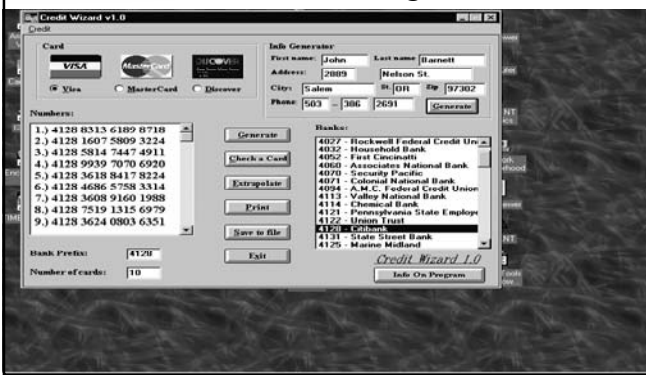 Credit Wizard v1.0
Credit
Card
VISA
MasterCard
DISCOVER
Visa
MasterCard
Discover
Info Generator
First name: John Last name Barnett
Address: 2889 Nelson St.
City: Salem St. OR Zip 97302
Phone: 503 - 386 2691 Generate
Numbers:
1.) 4128 8313 6189 8718
2.) 4128 1607 5809 3224
3.) 4128 5814 7447 4911
4.) 4128 9939 7070 6920
5.) 4128 3618 8417 8224
6.) 4128 4686 5758 3314
7.) 4128 3608 9160 1988
8.) 4128 7519 1315 6979
9.) 4128 3624 0803 6351
Generate
Check a Card
Extrapolate
Print
Save to file
Exit
Banks:
4027 - Rockwell Federal Credit Un
4032 - Household Bank
4052 - First Cincinatti
4060 - Associates National Bank
4070 - Security Pacific
4071 - Colonial National Bank
4094 - A.M.C. Federal Credit Union
4113 - Valley National Bank
4114 - Chemical Bank
4121 - Pennsylvania State Employe
4122 - Union Trust
4128 - Citibank
4131 - State Street Bank
4125 - Marine Midland
Bank Prefix: 4128
Number of cards: 10
Credit Wizard 1.0
Info On Program